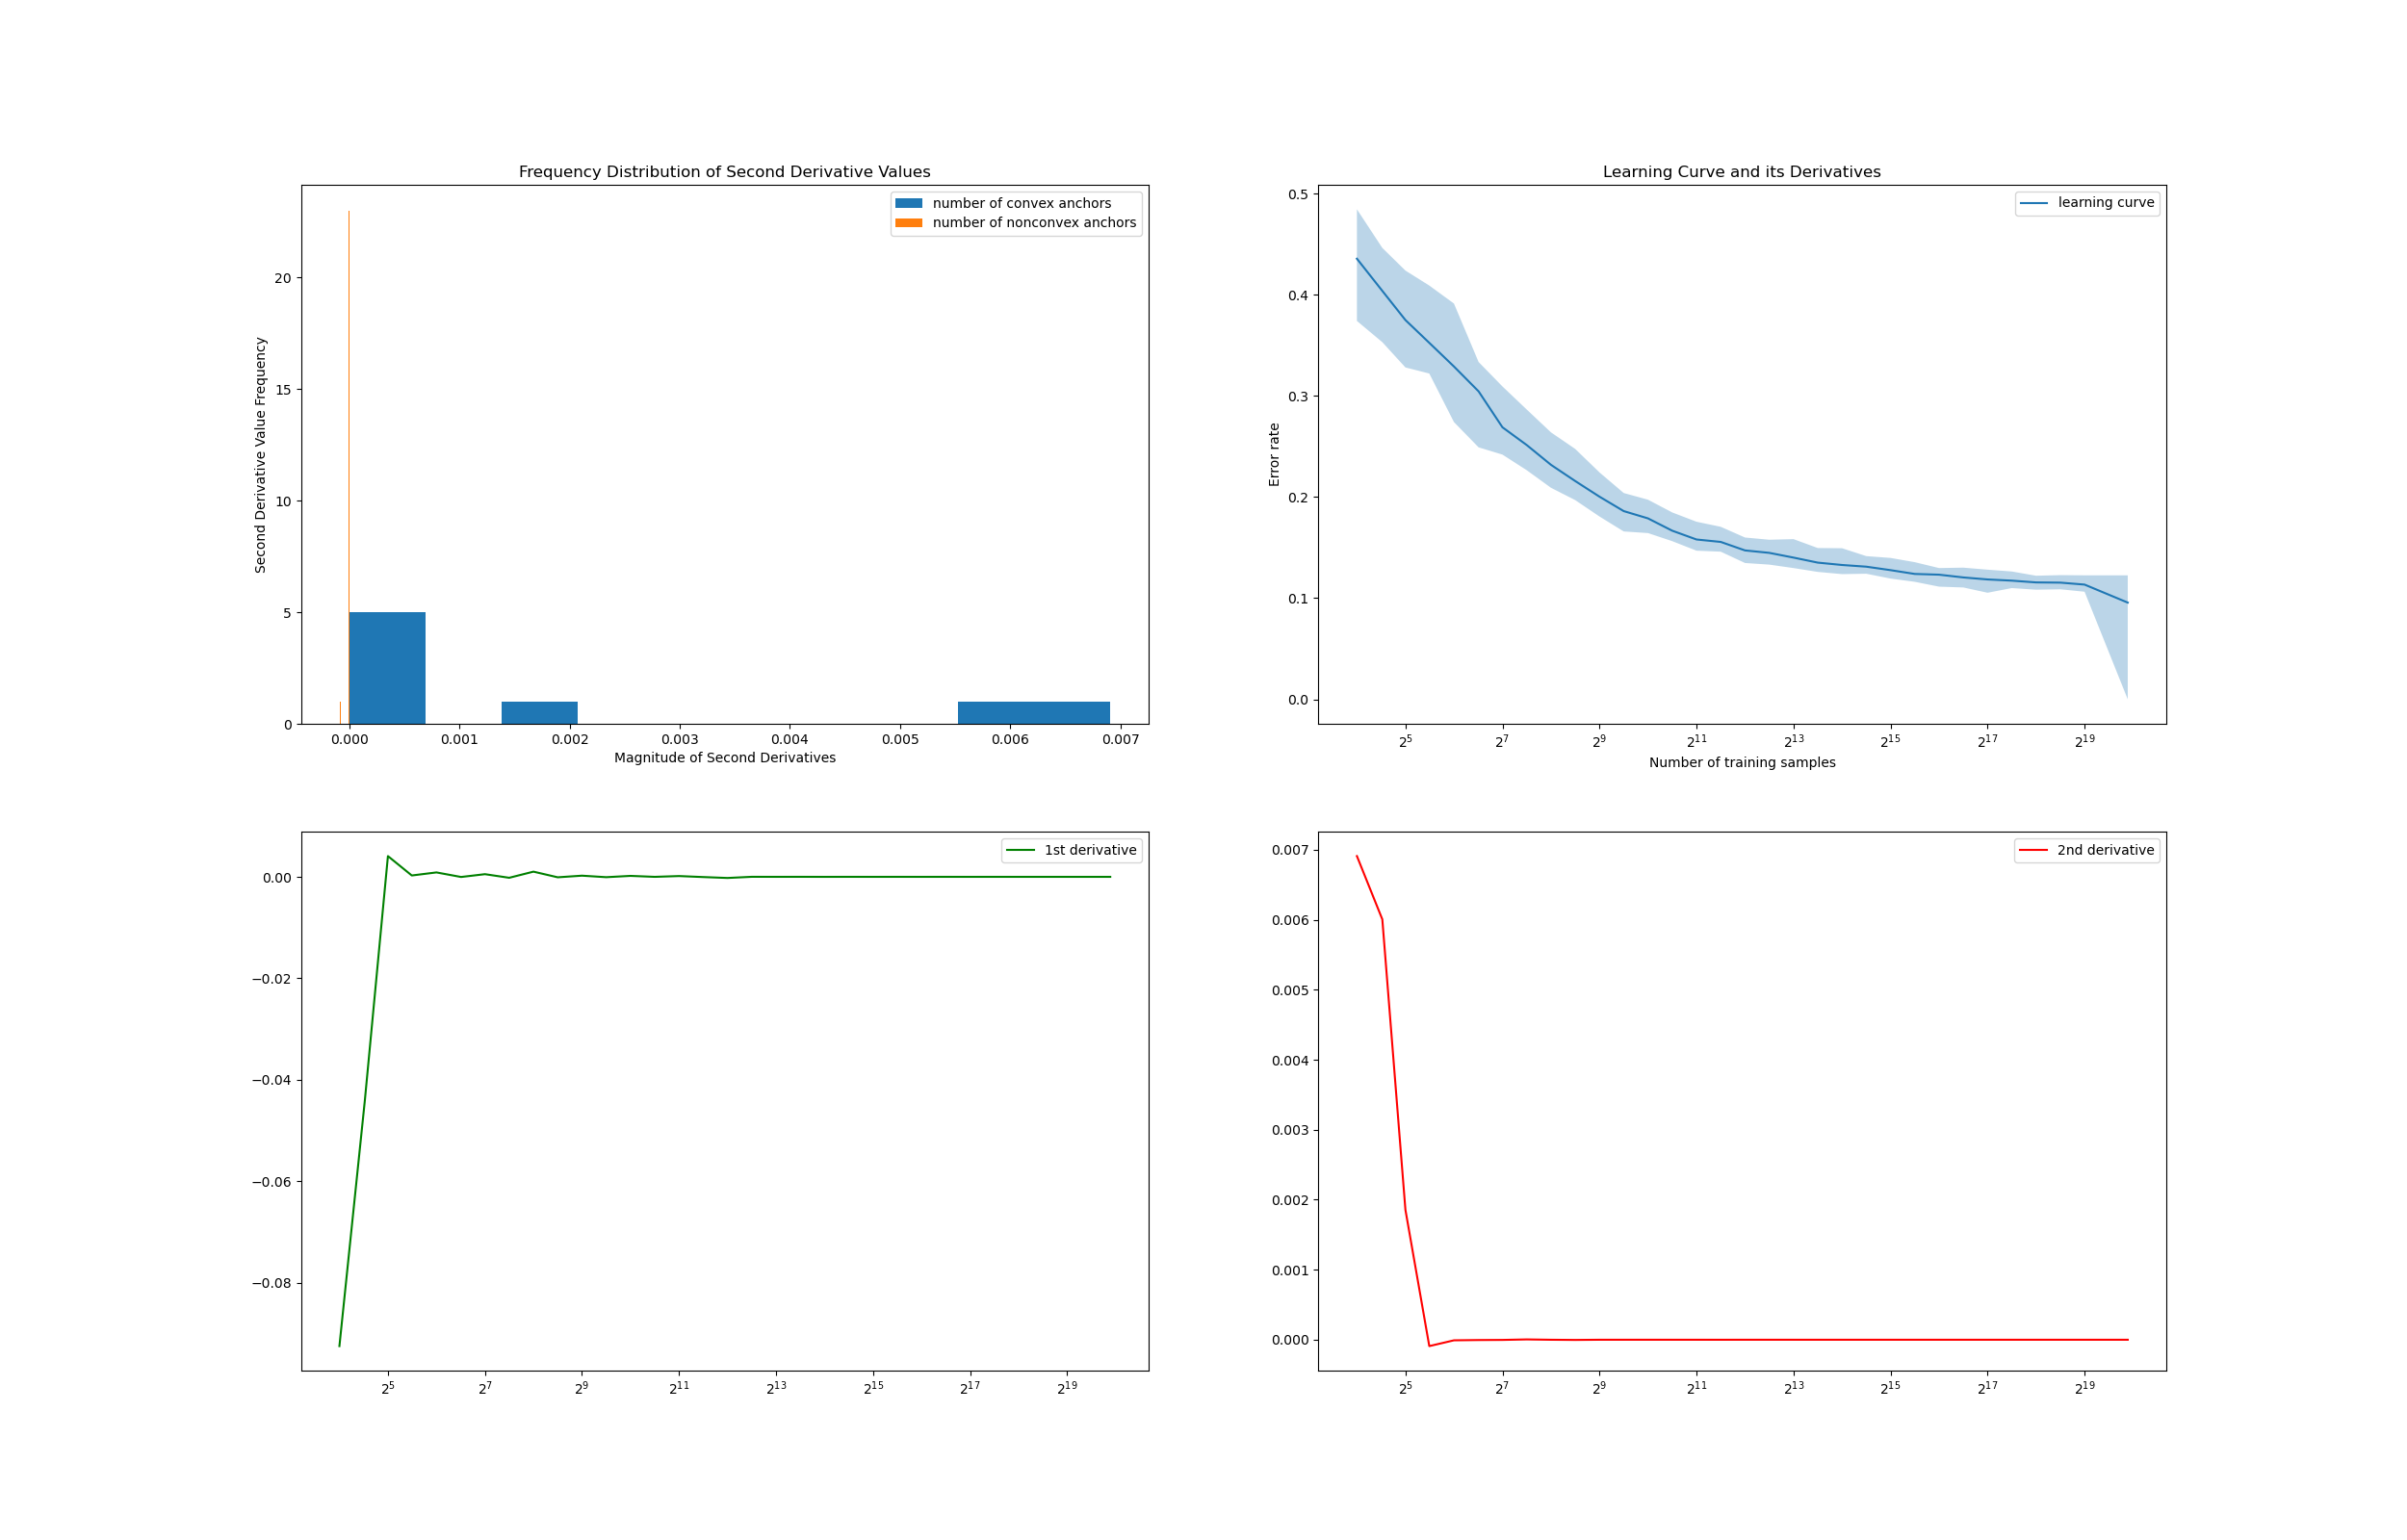 Frequency Distribution of Second Derivative Values
number of convex anchors
number of nonconvex anchors
Second Derivative Value Frequency
20
15
10
5
0
0.000 0.001 0.002 0.003 0.004 0.005 0.006 0.007
Magnitude of Second Derivatives
Learning Curve and its Derivatives
learning curve
Error rate
0.5
0.4
0.3
0.2
0.1
0.0
2^5 2^7 2^9 2^11 2^13 2^15 2^17 2^19
Number of training samples
1st derivative
0.00
−0.02
−0.04
−0.06
−0.08
2^5 2^7 2^9 2^11 2^13 2^15 2^17 2^19
2nd derivative
0.007
0.006
0.005
0.004
0.003
0.002
0.001
0.000
2^5 2^7 2^9 2^11 2^13 2^15 2^17 2^19